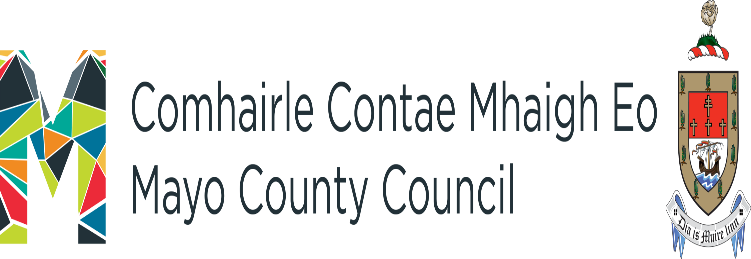 Comhairle Contae Mhaigh Eo
Mayo County Council
Dia is Muire linn